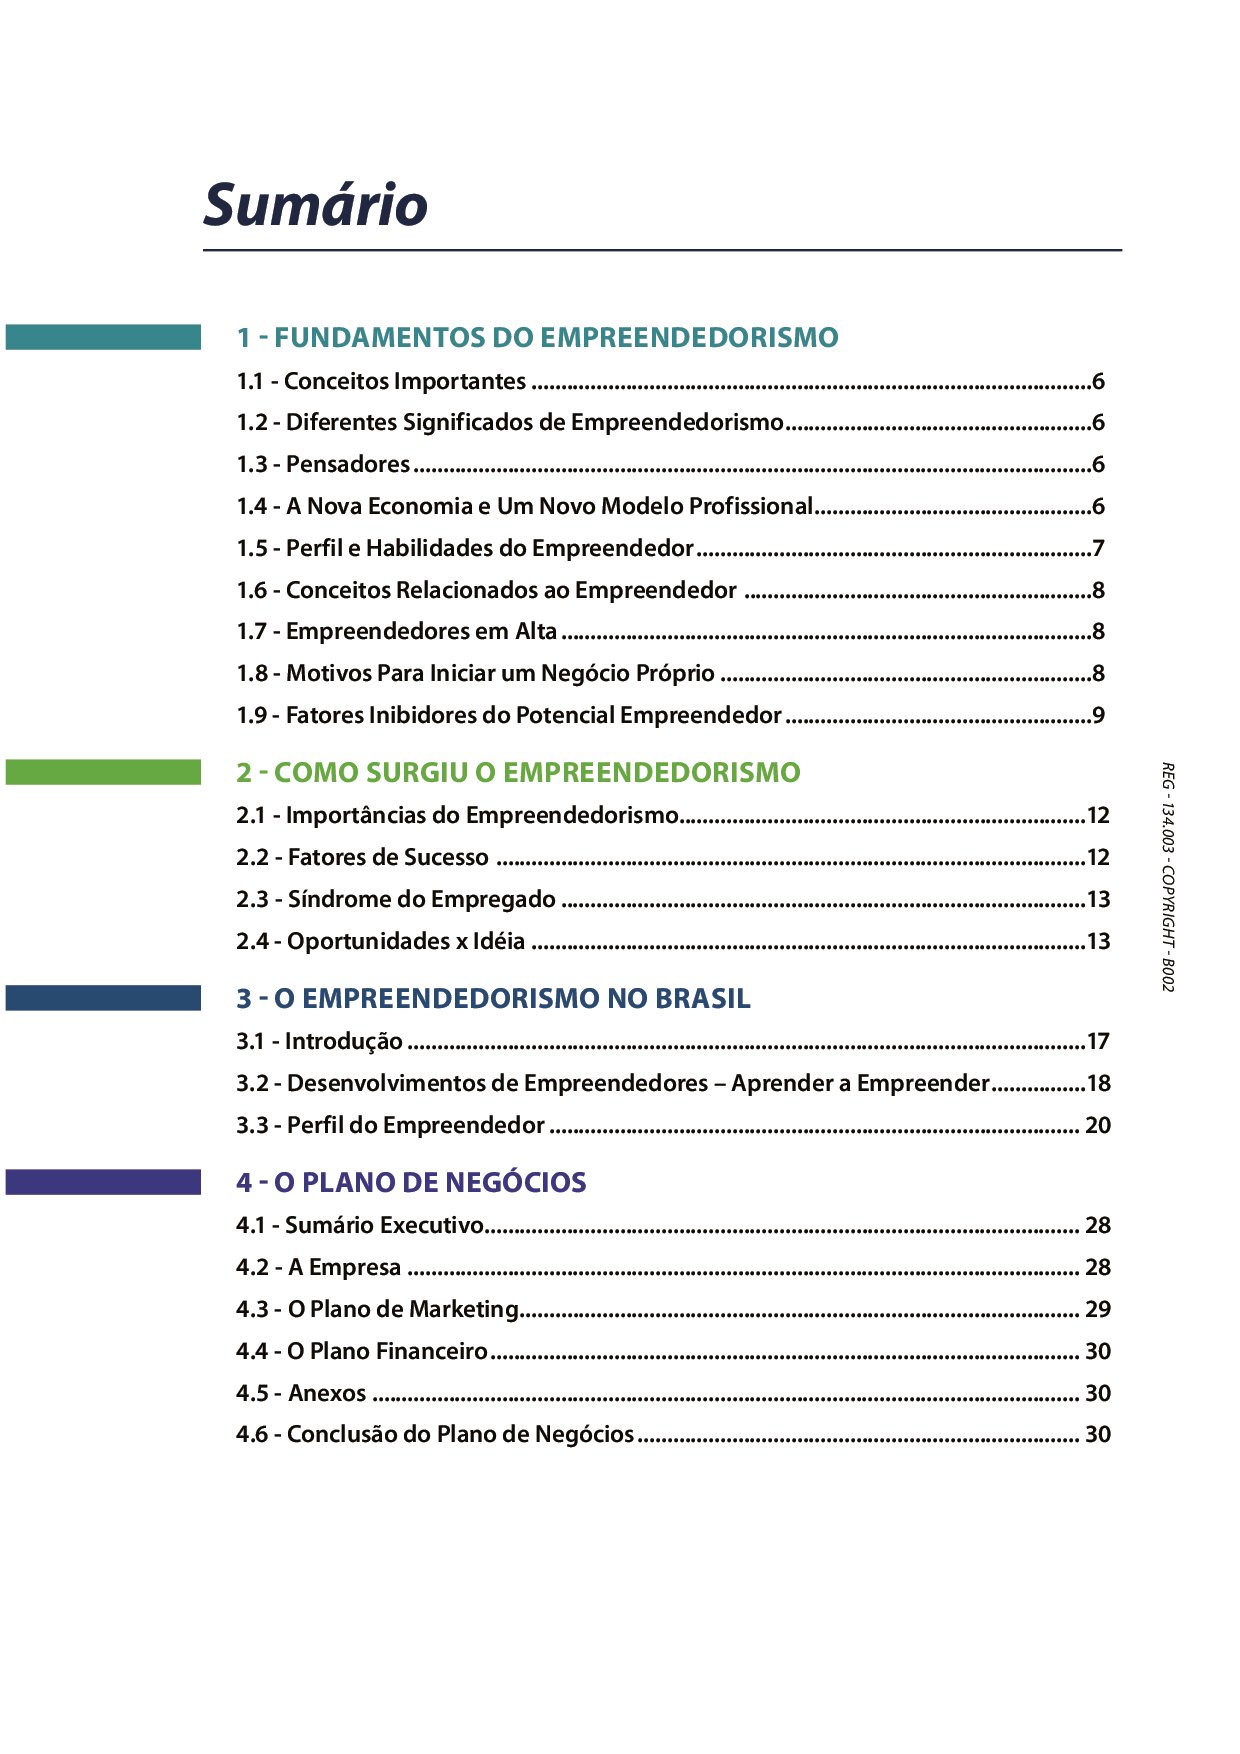 Sumário
1 - FUNDAMENTOS DO EMPREENDEDORISMO
1.1 - Conceitos Importantes ....................................................................................................6
1.2 - Diferentes Significados de Empreendedorismo....................................................6
1.3 - Pensadores....................................................................................................................6
1.4 - A Nova Economia e Um Novo Modelo Profissional...............................................6
1.5 - Perfil e Habilidades do Empreendedor...................................................................7
1.6 - Conceitos Relacionados ao Empreendedor ...........................................................8
1.7 - Empreendedores em Alta..........................................................................................8
1.8 - Motivos Para Iniciar um Negócio Próprio ...............................................................8
1.9 - Fatores Inibidores do Potencial Empreendedor....................................................9
2 - COMO SURGIU O EMPREENDEDORISMO
2.1 - Importâncias do Empreendedorismo.....................................................................12
2.2 - Fatores de Sucesso ....................................................................................................12
2.3 - Síndrome do Empregado .........................................................................................13
2.4 - Oportunidades x Idéia ..............................................................................................13
3 - O EMPREENDEDORISMO NO BRASIL
3.1 - Introdução ...................................................................................................................17
3.2 - Desenvolvimentos de Empreendedores – Aprender a Empreender................18
3.3 - Perfil do Empreendedor .......................................................................................... 20
4 - O PLANO DE NEGÓCIOS
4.1 - Sumário Executivo..................................................................................................... 28
4.2 - A Empresa .................................................................................................................. 28
4.3 - O Plano de Marketing............................................................................................... 29
4.4 - O Plano Financeiro.................................................................................................... 30
4.5 - Anexos ........................................................................................................................ 30
4.6 - Conclusão do Plano de Negócios........................................................................... 30
REG - 134.003 - COPYRIGHT - B002